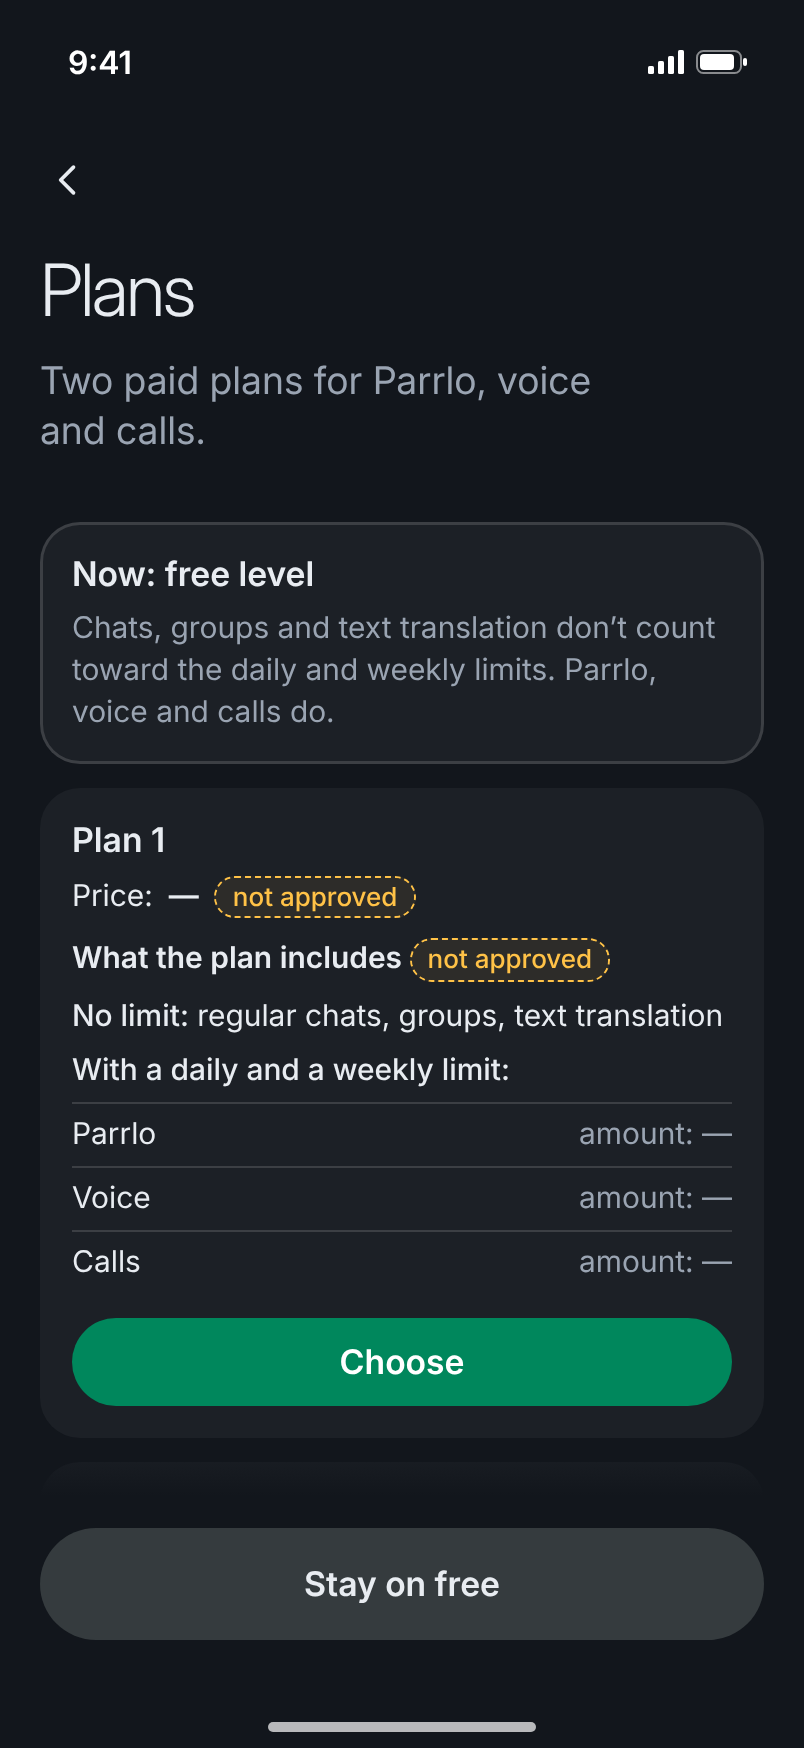 9:41
Plans
Two paid plans for Parrlo, voice
and calls.
Now: free level
Chats, groups and text translation don’t count
toward the daily and weekly limits. Parrlo,
voice and calls do.
Plan 1
Price: — not approved
What the plan includes not approved
No limit: regular chats, groups, text translation
With a daily and a weekly limit:
Parrlo amount: —
Voice amount: —
Calls amount: —
Choose
Stay on free